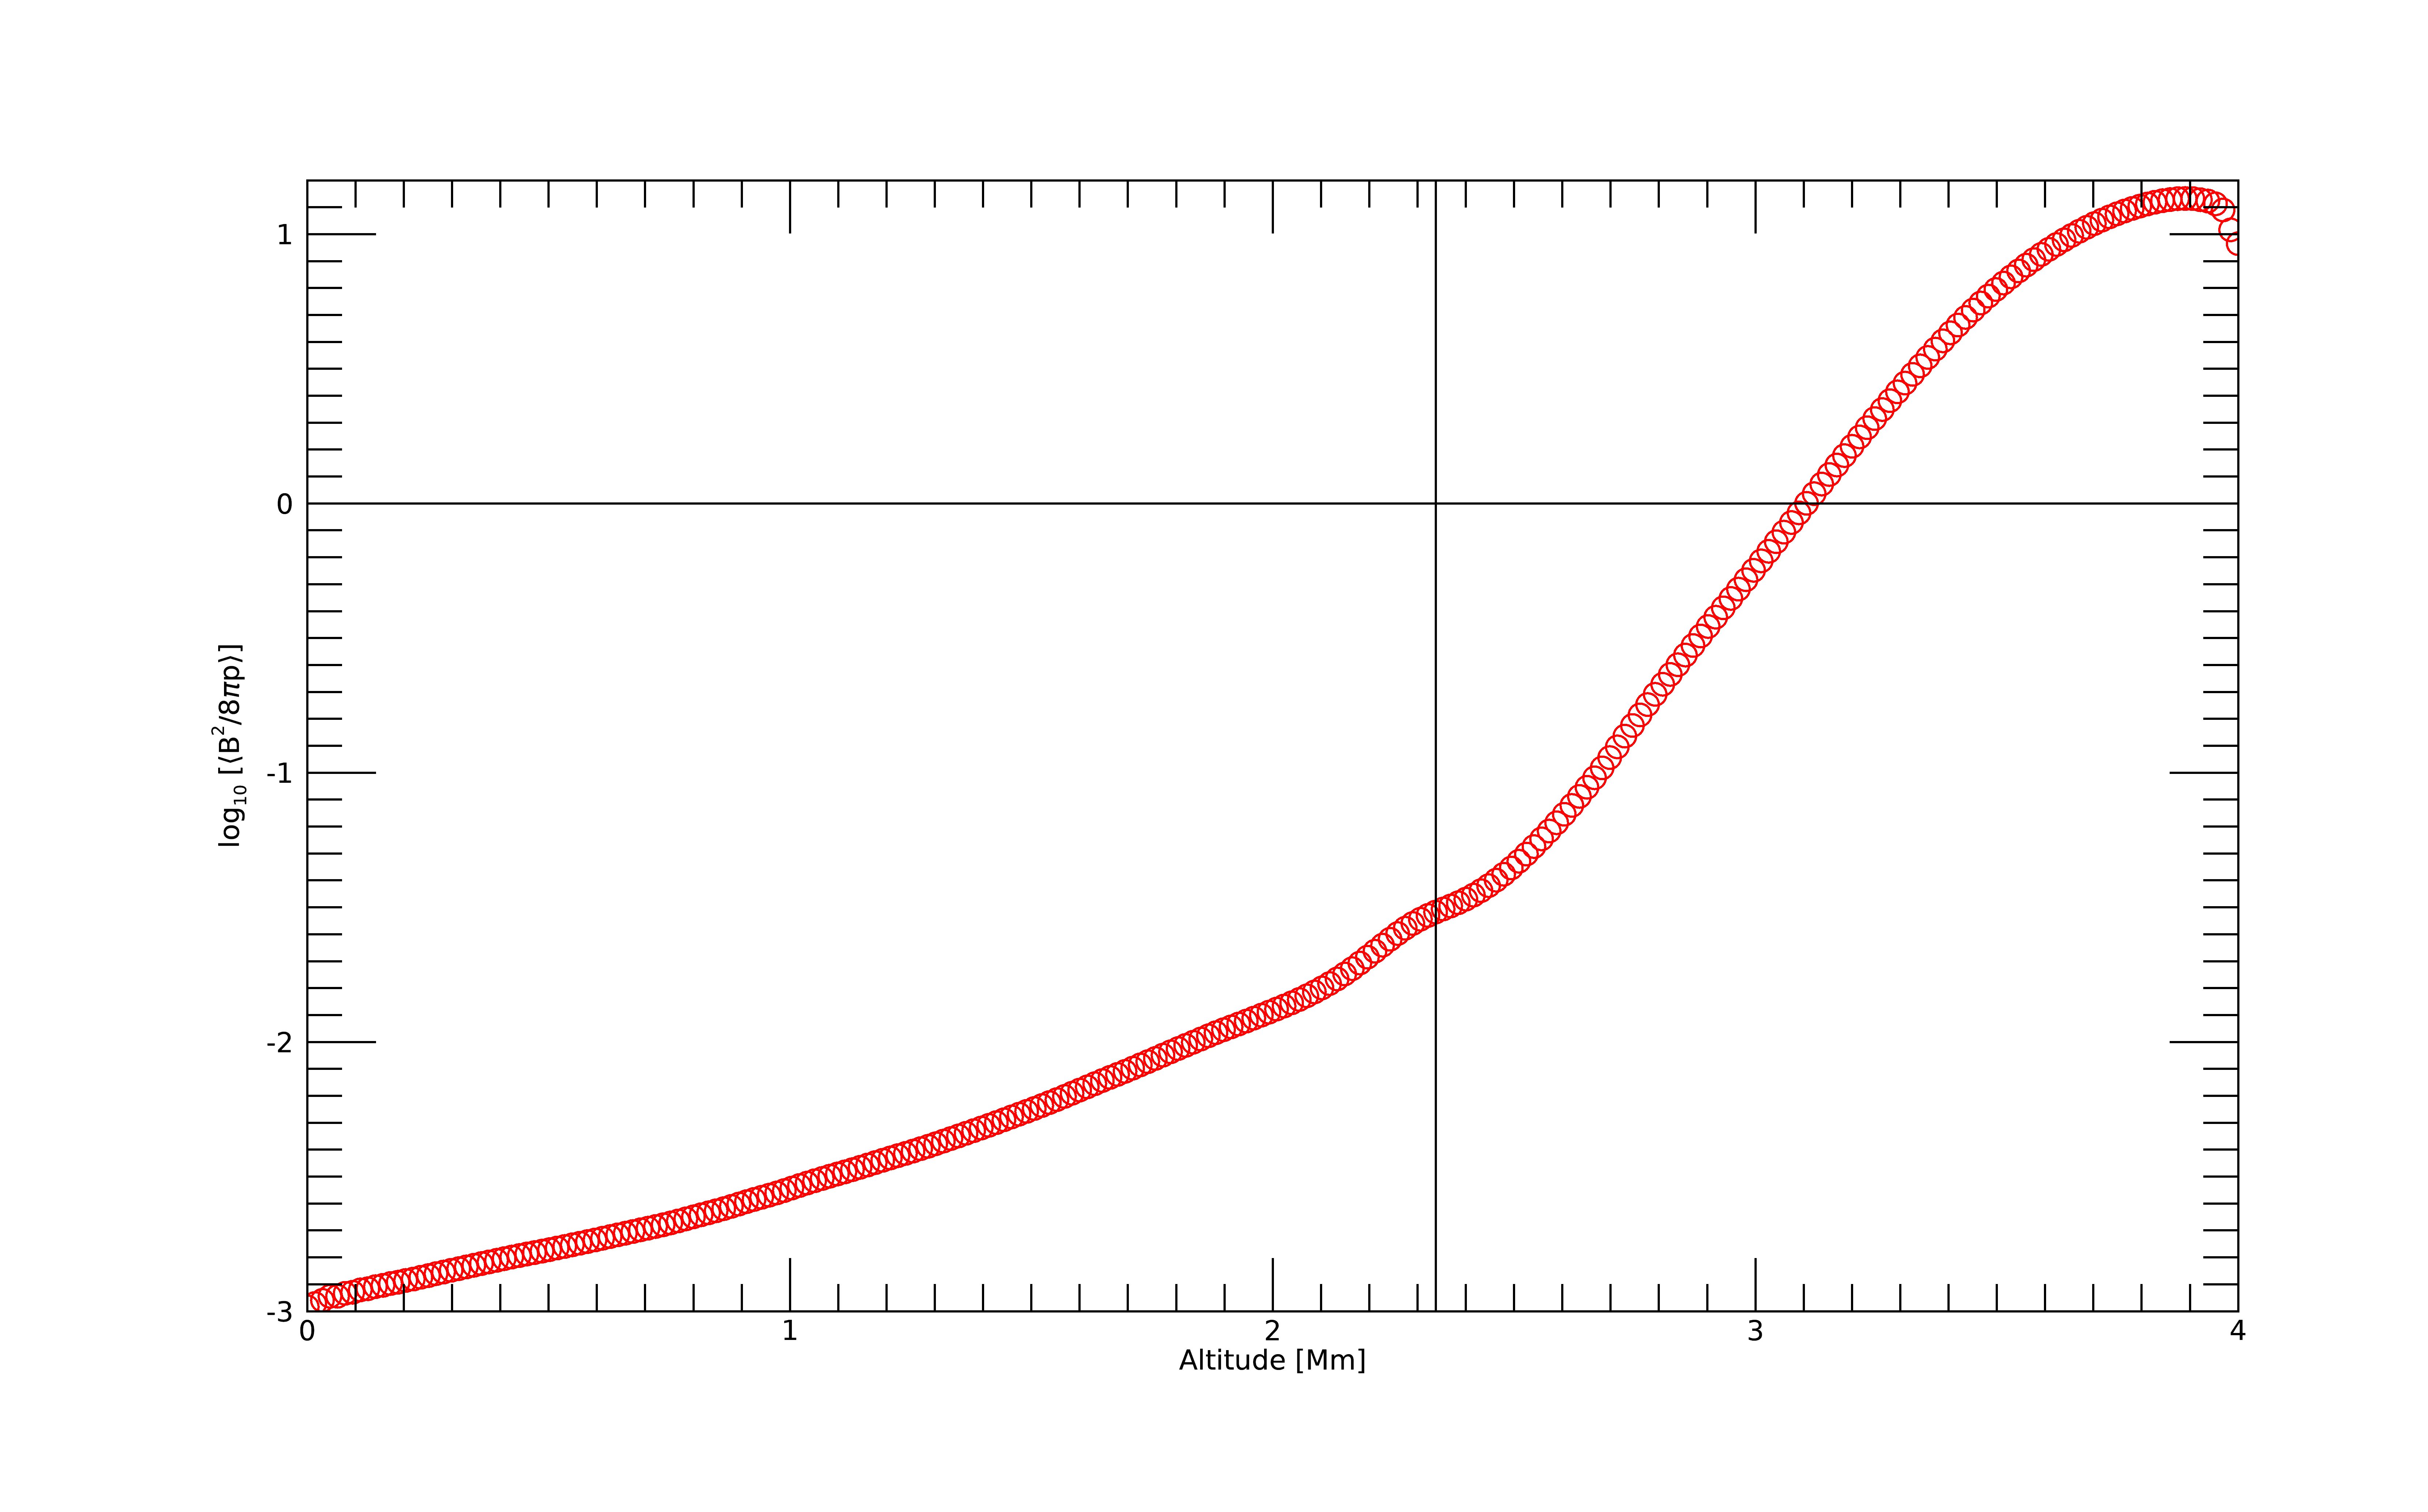 1
0
-1
-2
-3
log₁₀ [⟨B²/8πp⟩]
0 1 2 3 4
Altitude [Mm]